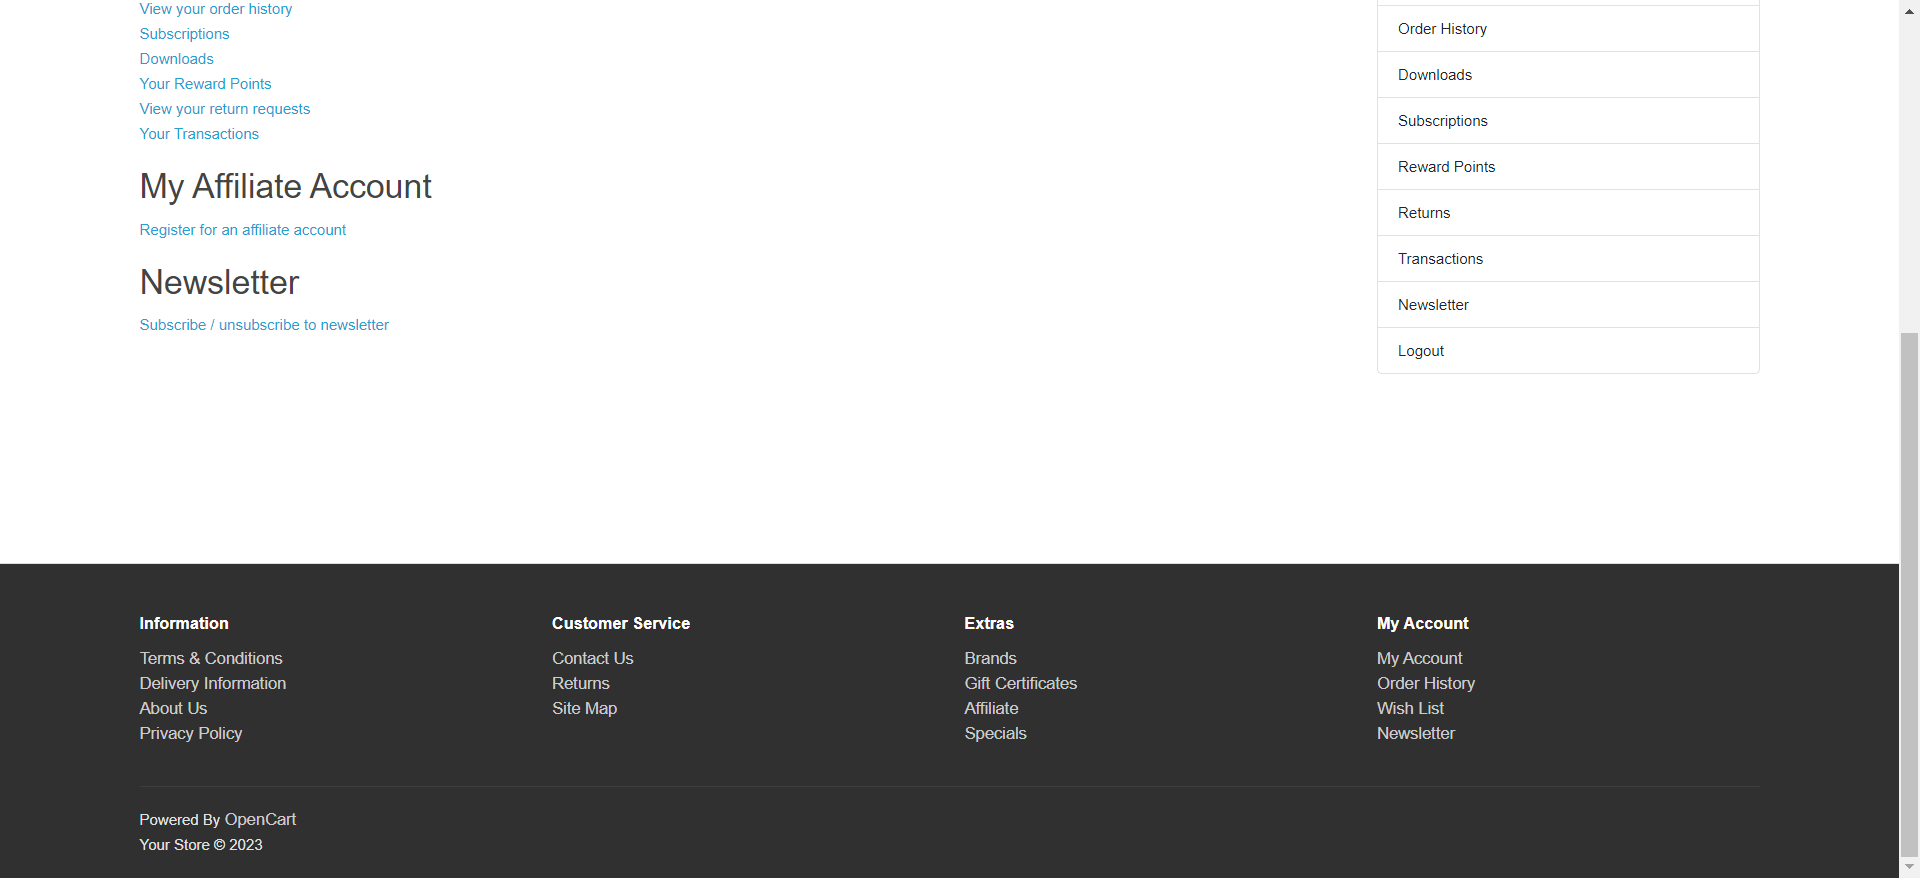 View your order history
Subscriptions
Downloads
Your Reward Points
View your return requests
Your Transactions
My Affiliate Account
Register for an affiliate account
Newsletter
Subscribe / unsubscribe to newsletter
Order History
Downloads
Subscriptions
Reward Points
Returns
Transactions
Newsletter
Logout
Information
Terms & Conditions
Delivery Information
About Us
Privacy Policy
Customer Service
Contact Us
Returns
Site Map
Extras
Brands
Gift Certificates
Affiliate
Specials
My Account
My Account
Order History
Wish List
Newsletter
Powered By OpenCart
Your Store © 2023